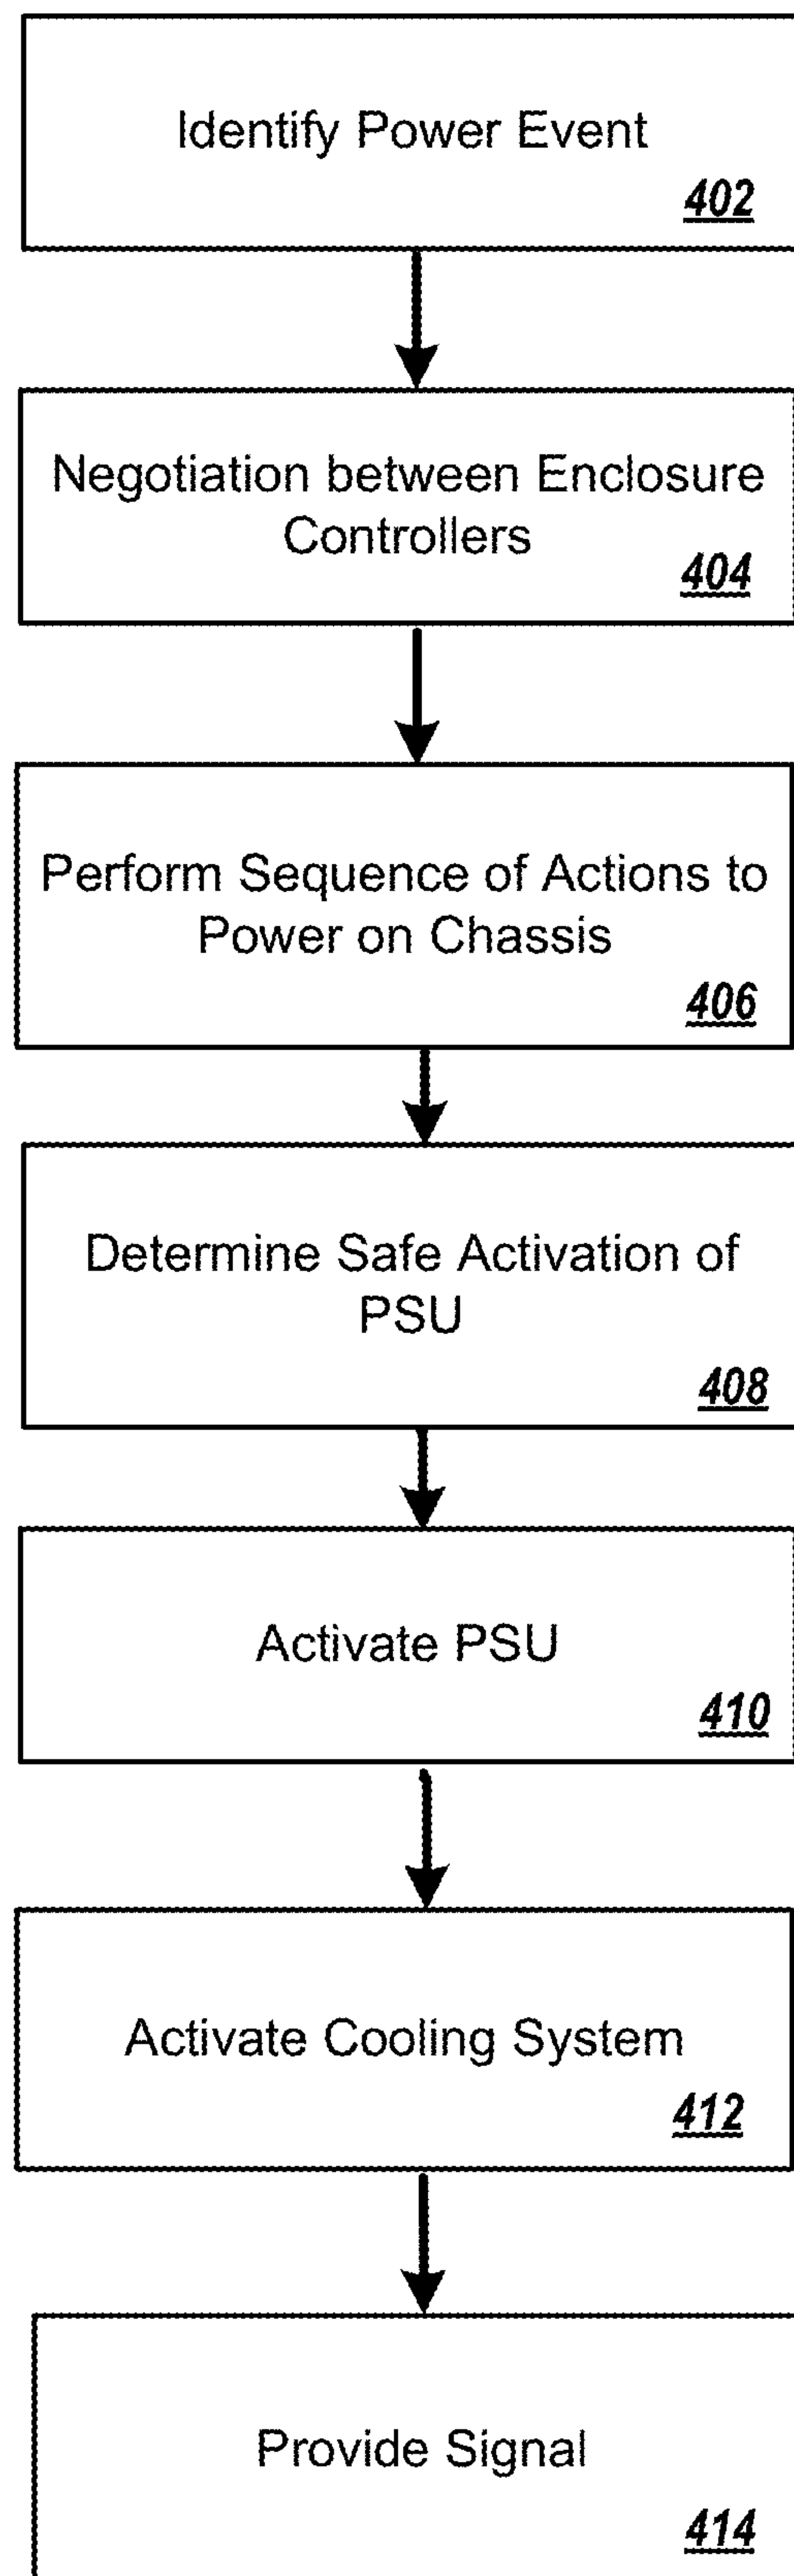 Identify Power Event
402
Negotiation between Enclosure
Controllers
404
Perform Sequence of Actions to
Power on Chassis
406
Determine Safe Activation of
PSU
408
Activate PSU
410
Activate Cooling System
412
Provide Signal
414